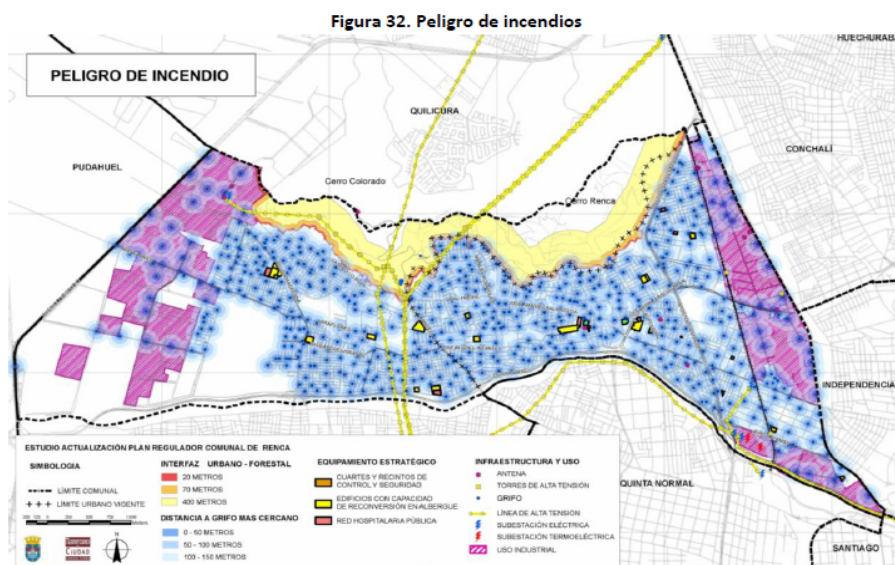 Figura 32. Peligro de incendios
PELIGRO DE INCENDIO
HUECHURABA
QUILICURA
PUDAHUEL
CONCHALÍ
Cerro Colorado
Cerro Renca
INDEPENDENCIA
QUINTA NORMAL
SANTIAGO
ESTUDIO ACTUALIZACIÓN PLAN REGULADOR COMUNAL DE RENCA
SIMBOLOGIA
LÍMITE COMUNAL
LÍMITE URBANO VIGENTE
Meters
INTERFAZ URBANO - FORESTAL
20 METROS
70 METROS
400 METROS
DISTANCIA A GRIFO MAS CERCANO
0 - 50 METROS
50 - 100 METROS
100 - 150 METROS
EQUIPAMIENTO ESTRATÉGICO
CUARTES Y RECINTOS DE
CONTROL Y SEGURIDAD
EDIFICIOS CON CAPACIDAD
DE RECONVERSIÓN EN ALBERGUE
RED HOSPITALARIA PÚBLICA
INFRAESTRUCTURA Y USO
ANTENA
TORRES DE ALTA TENSIÓN
GRIFO
LÍNEA DE ALTA TENSIÓN
SUBESTACIÓN ELÉCTRICA
SUBESTACIÓN TERMOELÉCTRICA
USO INDUSTRIAL
CIUDAD
N